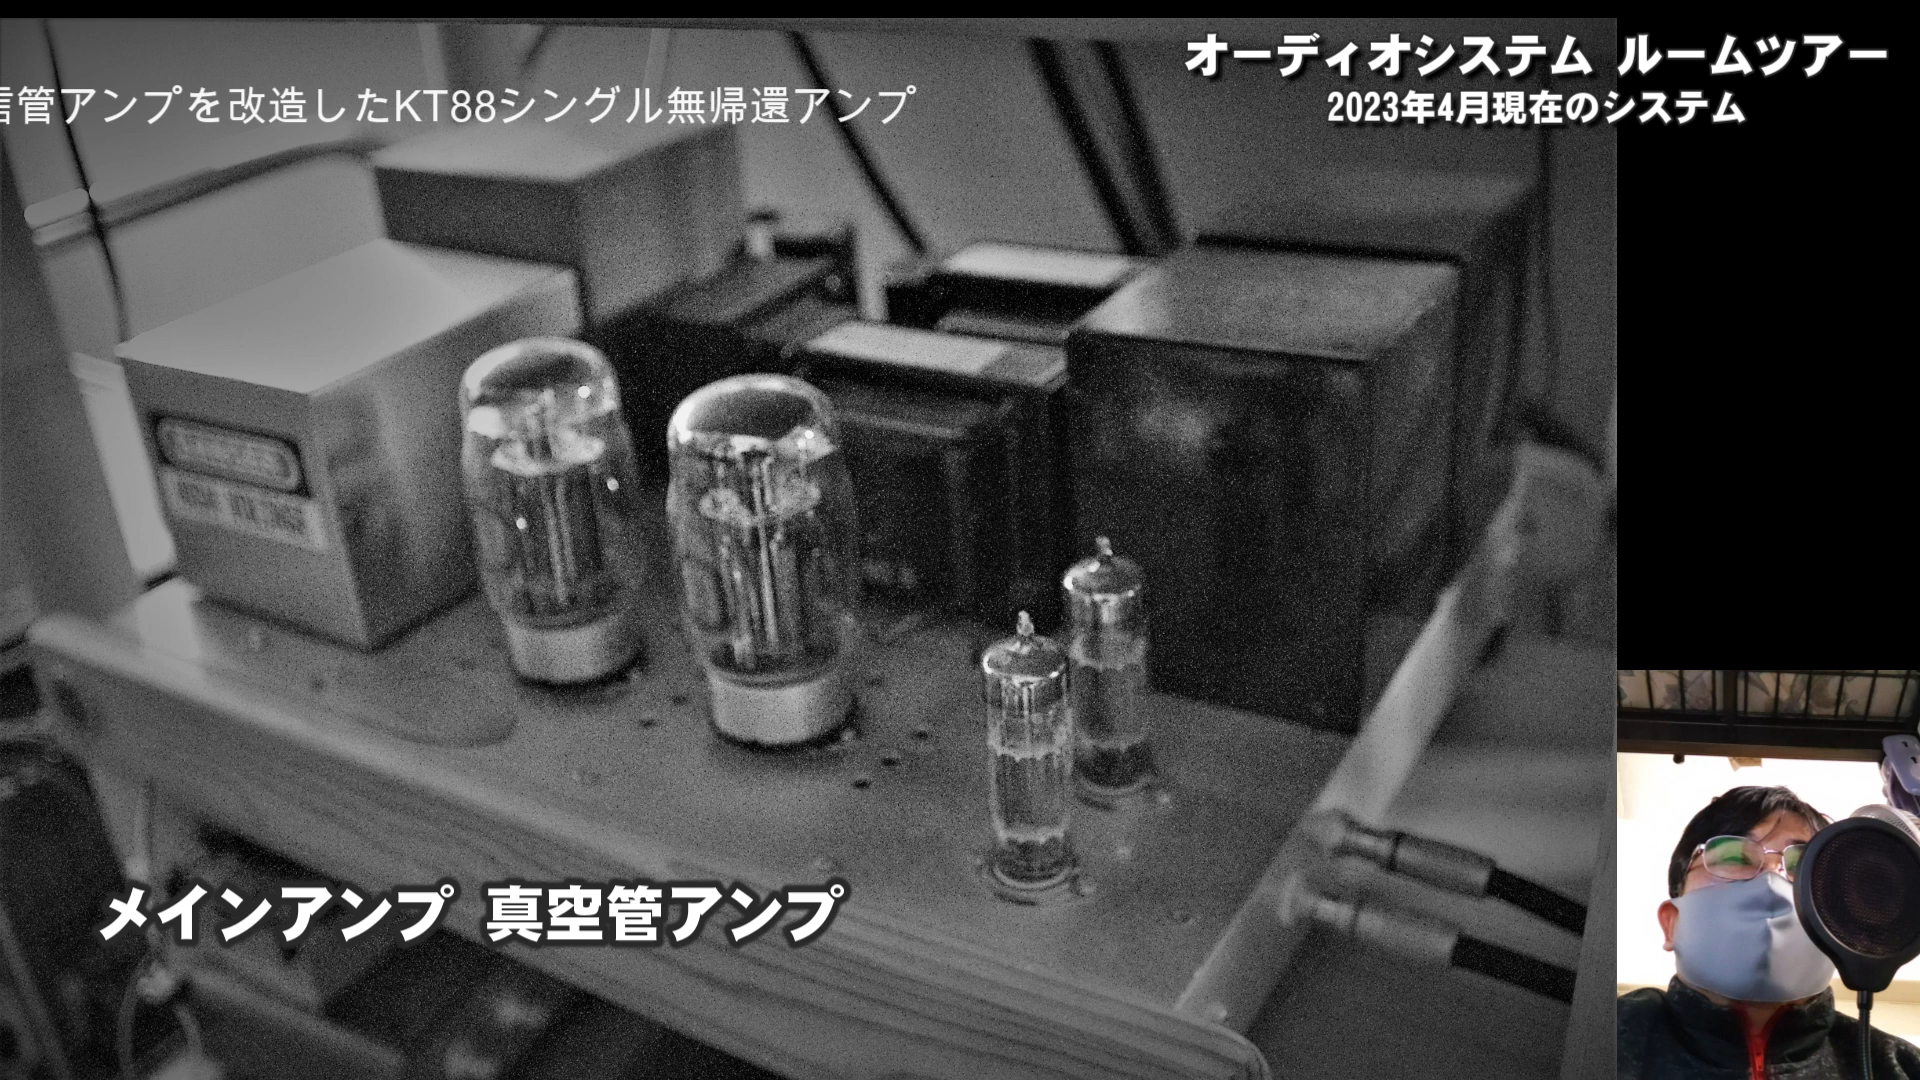 オーディオシステム ルームツアー
2023年4月現在のシステム
管アンプを改造したKT88シングル無帰還アンプ
メインアンプ 真空管アンプ